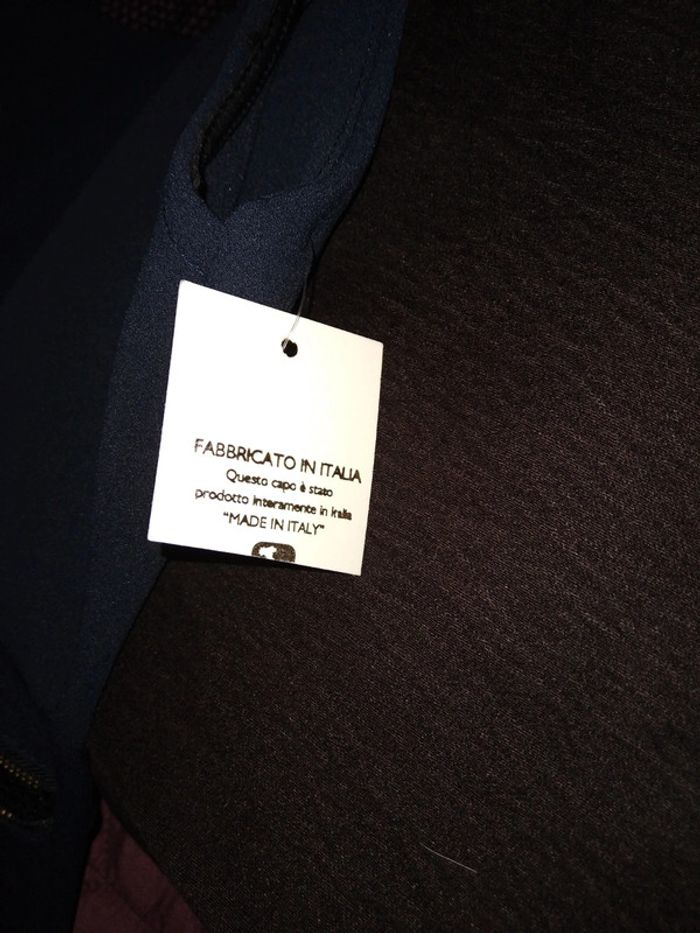 FABBRICATO IN ITALIA
Questo capo è stato
prodotto interamente in Italia
"MADE IN ITALY"